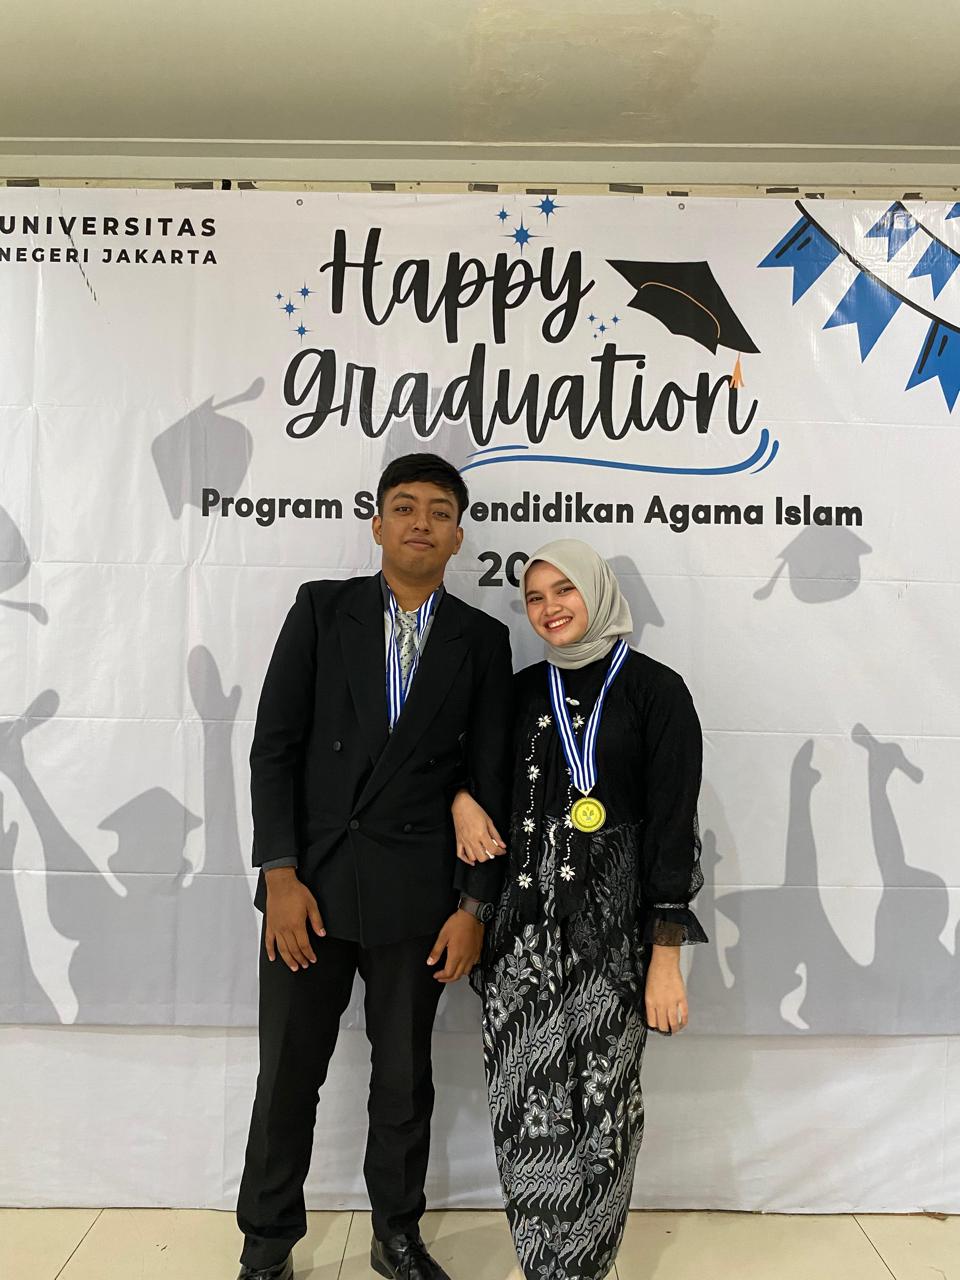 UNIVERSITAS
NEGERI JAKARTA
Happy
graduation
Program S Pendidikan Agama Islam
20